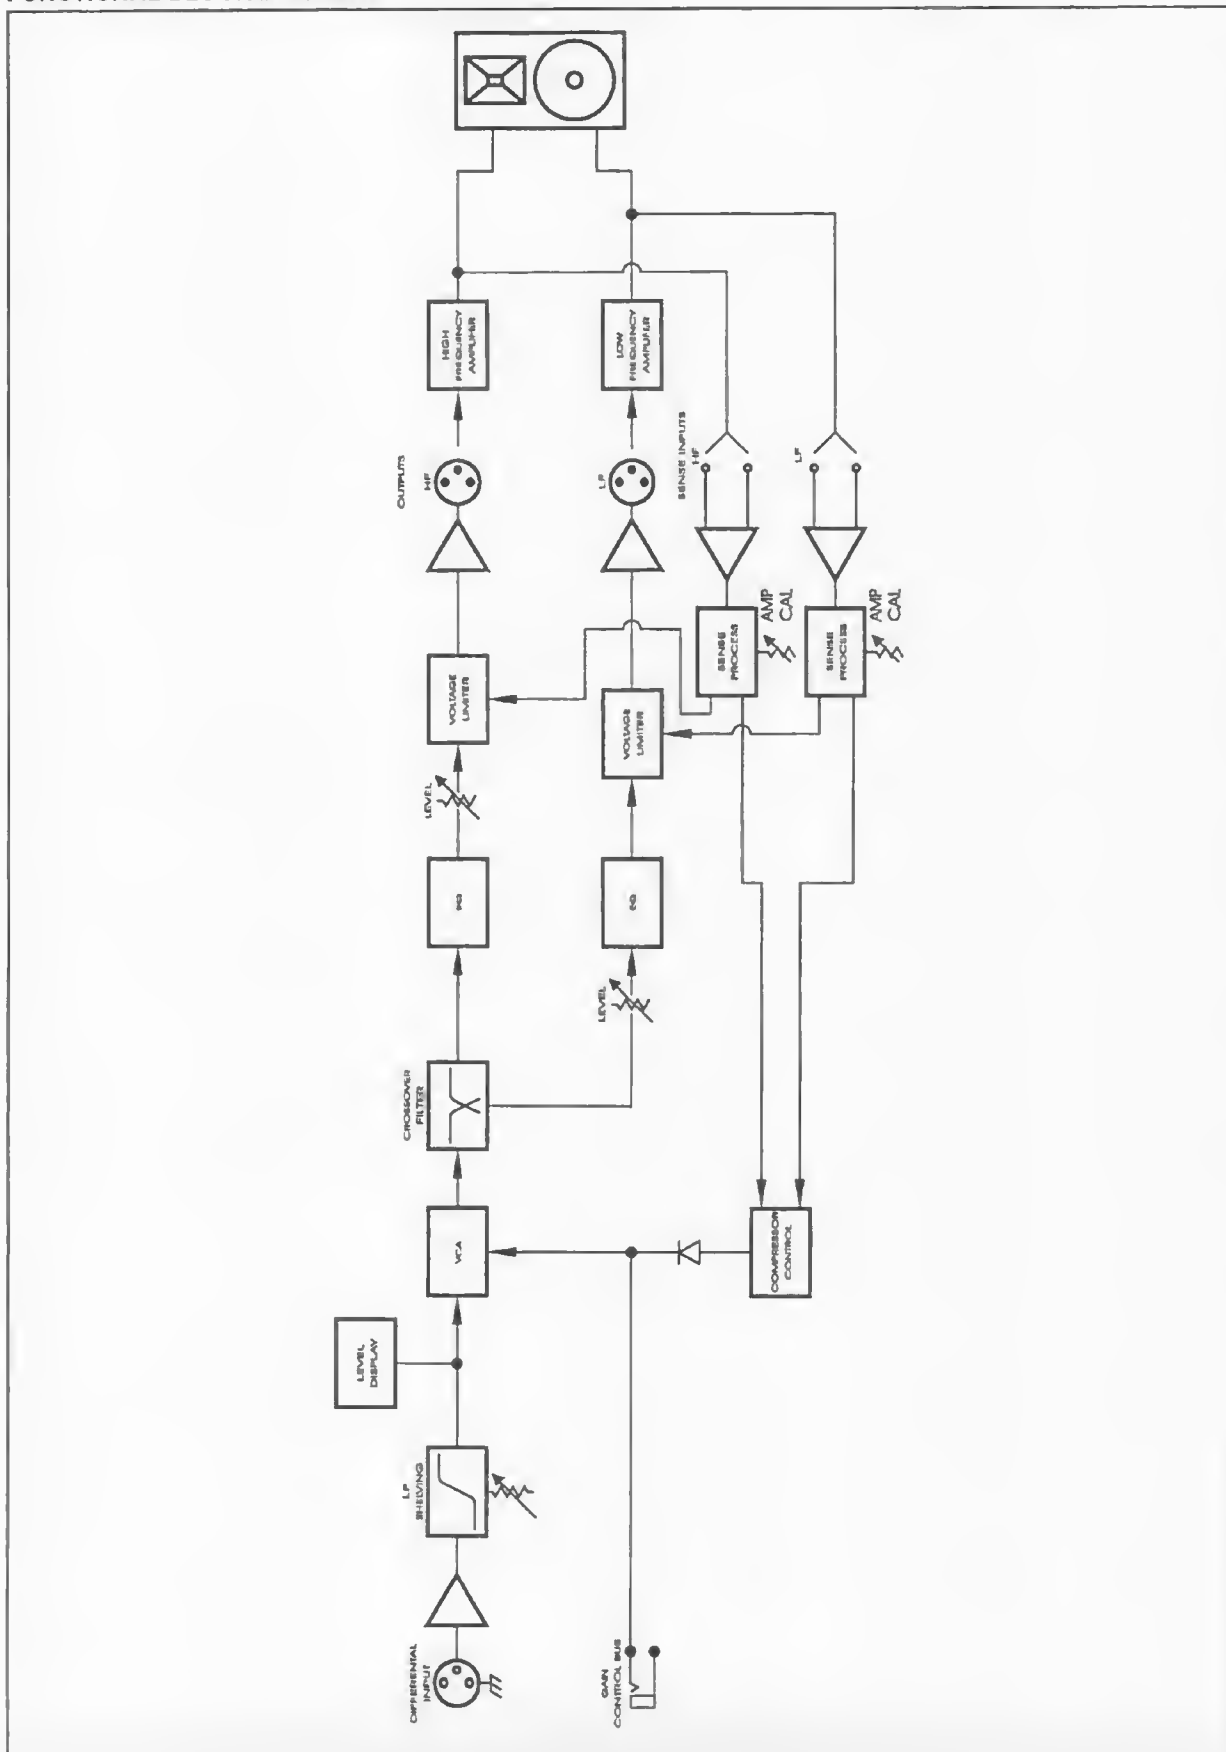 DIFFERENTIAL
INPUT
LF
SHELVING
LEVEL
DISPLAY
VCA
CROSSOVER
FILTER
EQ
LEVEL
VOLTAGE
LIMITER
OUTPUTS
HF
HIGH
FREQUENCY
AMPLIFIER
LEVEL
EQ
VOLTAGE
LIMITER
LF
LOW
FREQUENCY
AMPLIFIER
SENSE INPUTS
HF
LF
SENSE
PROCESS
AMP
CAL
SENSE
PROCESS
AMP
CAL
COMPRESSOR
CONTROL
GAIN
CONTROL BUS